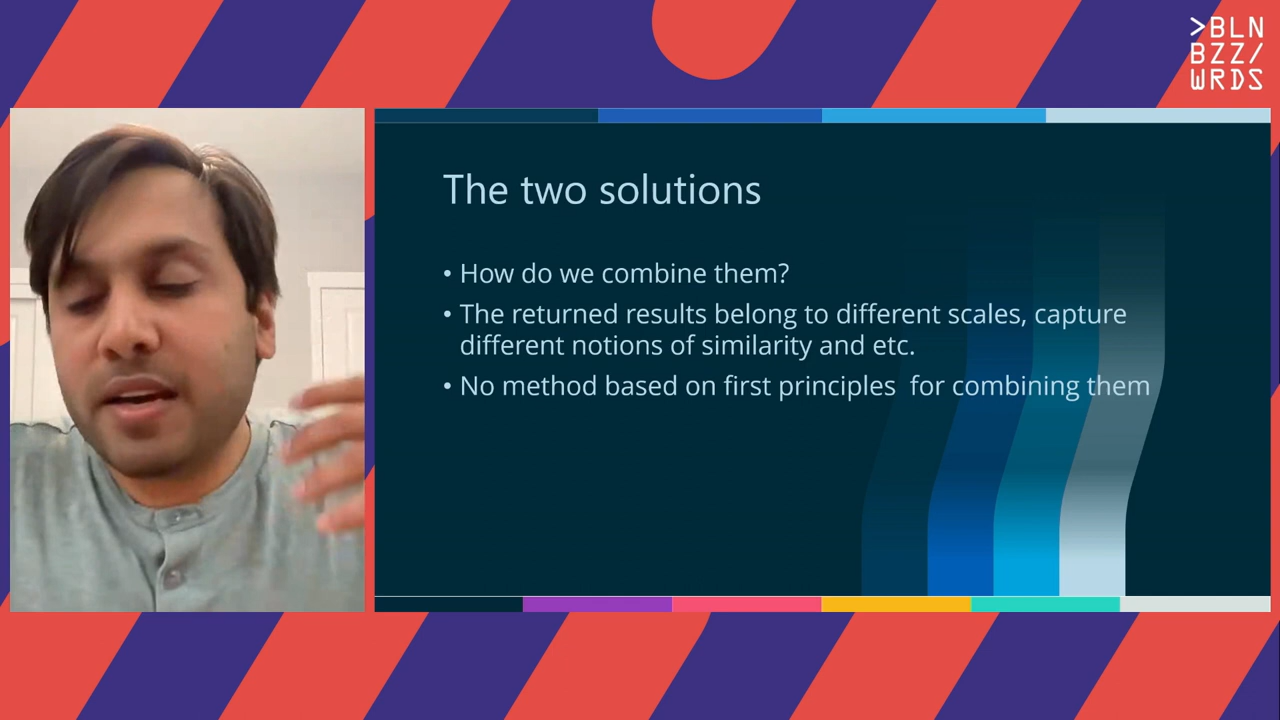 >BLN
BZZ/
WRDS
The two solutions
• How do we combine them?
• The returned results belong to different scales, capture
different notions of similarity and etc.
• No method based on first principles  for combining them